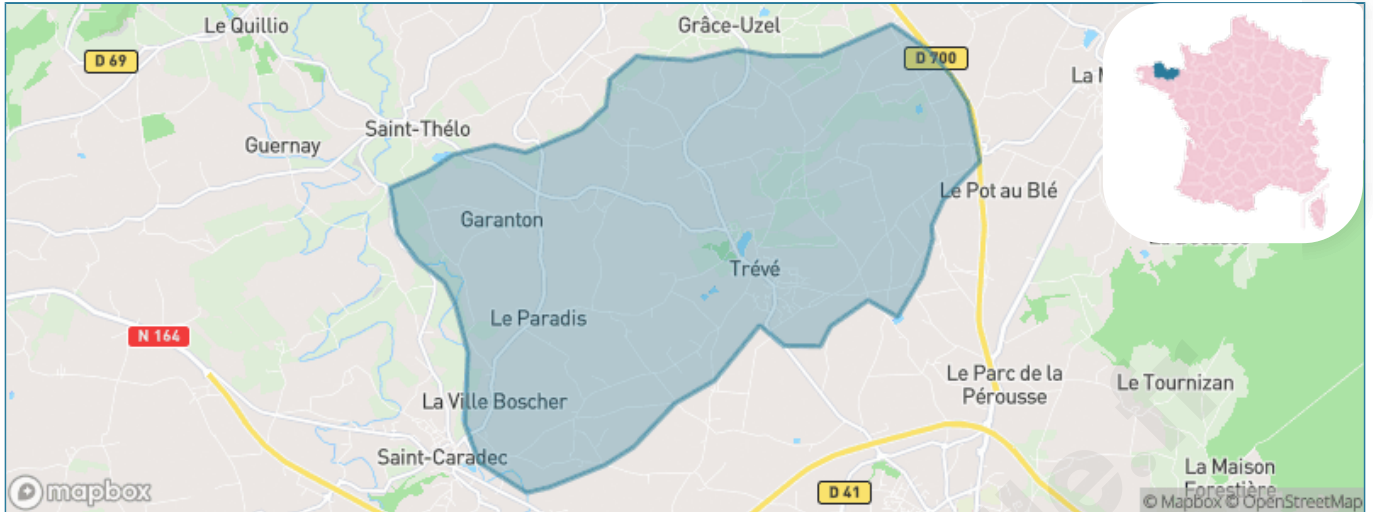 Le Quillio
Grâce-Uzel
D 69
D 700
Saint-Thélo
Guernay
Le Pot au Blé
Garanton
Trévé
Le Paradis
N 164
Le Parc de la
Pérousse
Le Tournizan
La Ville Boscher
Saint-Caradec
La Maison
Forestière
D 41
mapbox
© Mapbox © OpenStreetMap